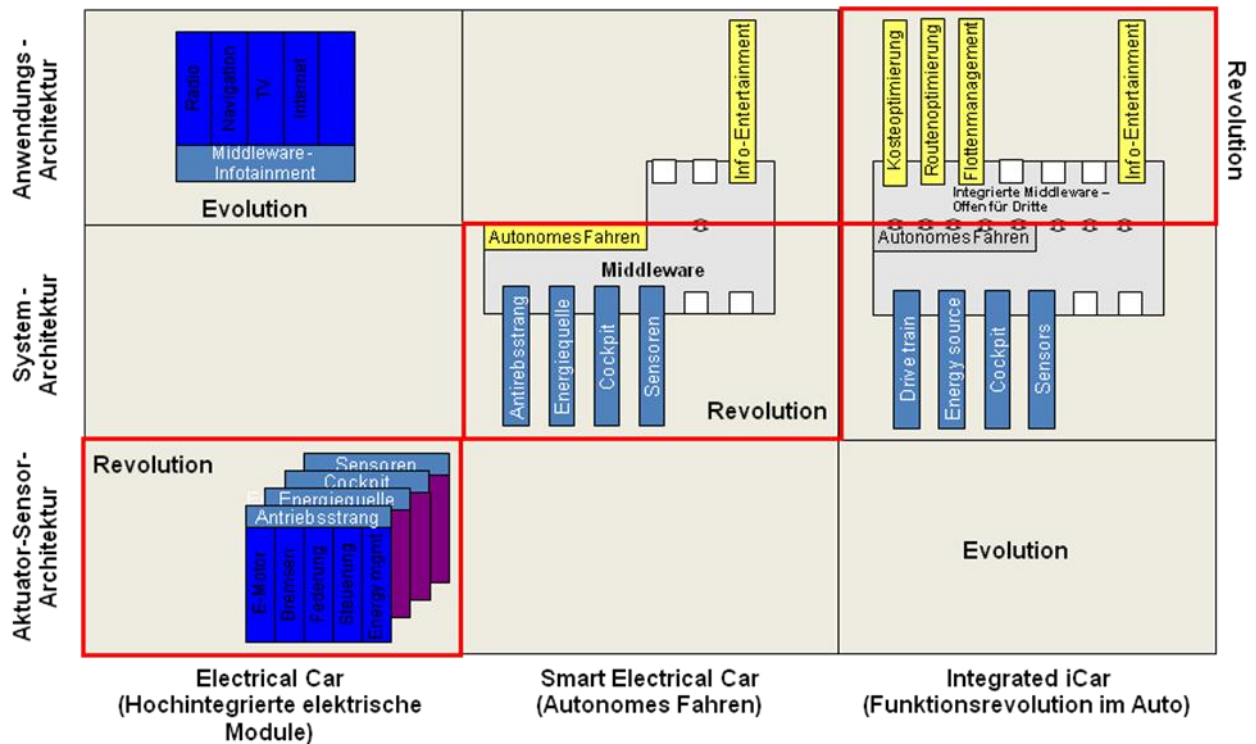 Anwendungs -
Architektur
Radio
Navigation
TV
Internet
Middleware -
Infotainment
Evolution
Info-Entertainment
Kosteoptimierung
Routenoptimierung
Flottenmanagement
Info-Entertainment
Integrierte Middleware –
Offen für Dritte
Revolution
System -
Architektur
Autonomes Fahren
Middleware
Antirebsstrang
Energiequelle
Cockpit
Sensoren
Revolution
Autonomes Fahren
Drive train
Energy source
Cockpit
Sensors
Aktuator-Sensor-
Architektur
Revolution
Sensoren
Cockpit
Energiequelle
Antriebsstrang
E-Motor
Bremsen
Federung
Steuerung
Energy mgmt
Evolution
Electrical Car
(Hochintegrierte elektrische
Module)
Smart Electrical Car
(Autonomes Fahren)
Integrated iCar
(Funktionsrevolution im Auto)